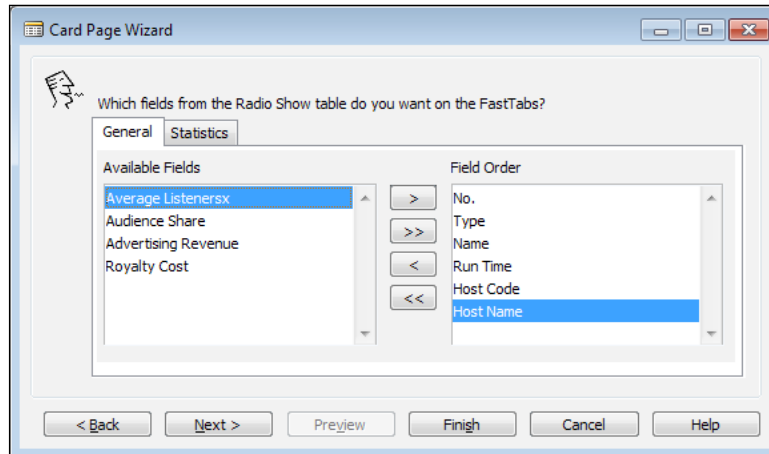 Card Page Wizard
Which fields from the Radio Show table do you want on the FastTabs?
General Statistics
Available Fields Field Order
Average Listenersx > No.
Audience Share Type
>>
Advertising Revenue Name
Royalty Cost < Run Time
Host Code
<<
Host Name
< Back Next > Preview Finish Cancel Help